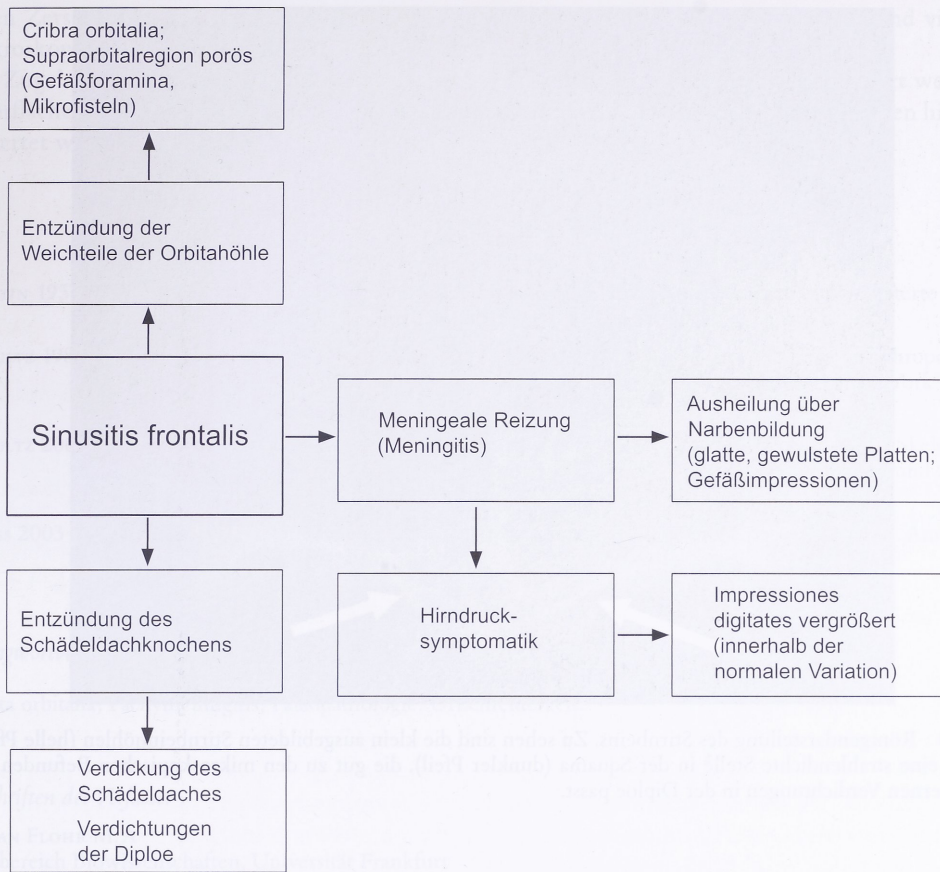 Cribra orbitalia;
Supraorbitalregion porös
(Gefäßforamina,
Mikrofisteln)
Entzündung der
Weichteile der Orbitahöhle
Sinusitis frontalis
Meningeale Reizung
(Meningitis)
Ausheilung über
Narbenbildung
(glatte, gewulstete Platten;
Gefäßimpressionen)
Entzündung des
Schädeldachknochens
Hirndruck-
symptomatik
Impressiones
digitates vergrößert
(innerhalb der
normalen Variation)
Verdickung des
Schädeldaches
Verdichtungen
der Diploe